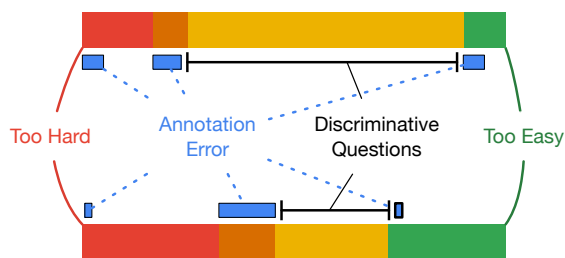 Too Hard
Annotation
Error
Discriminative
Questions
Too Easy